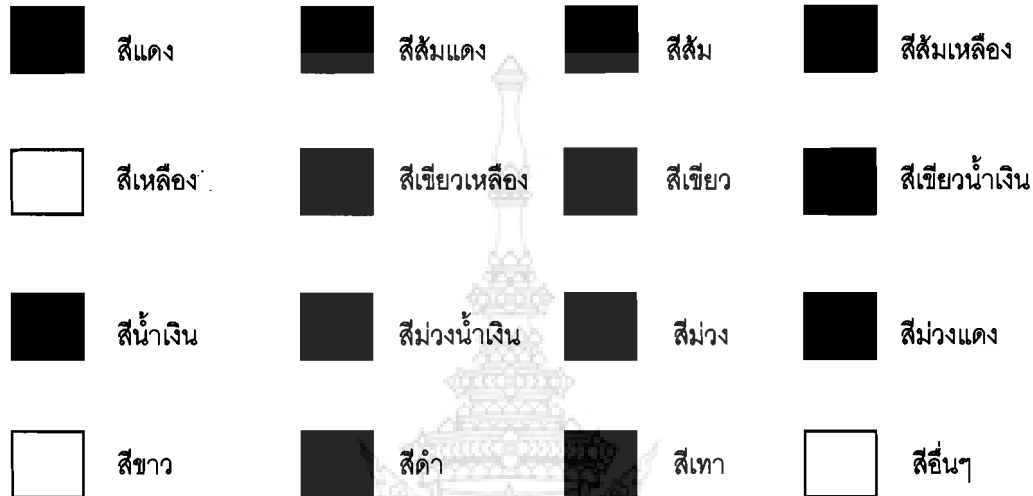 สีแดง สีส้มแดง สีส้ม สีส้มเหลือง
สีเหลือง สีเขียวเหลือง สีเขียว สีเขียวน้ำเงิน
สีน้ำเงิน สีม่วงน้ำเงิน สีม่วง สีม่วงแดง
สีขาว สีดำ สีเทา สีอื่นๆ